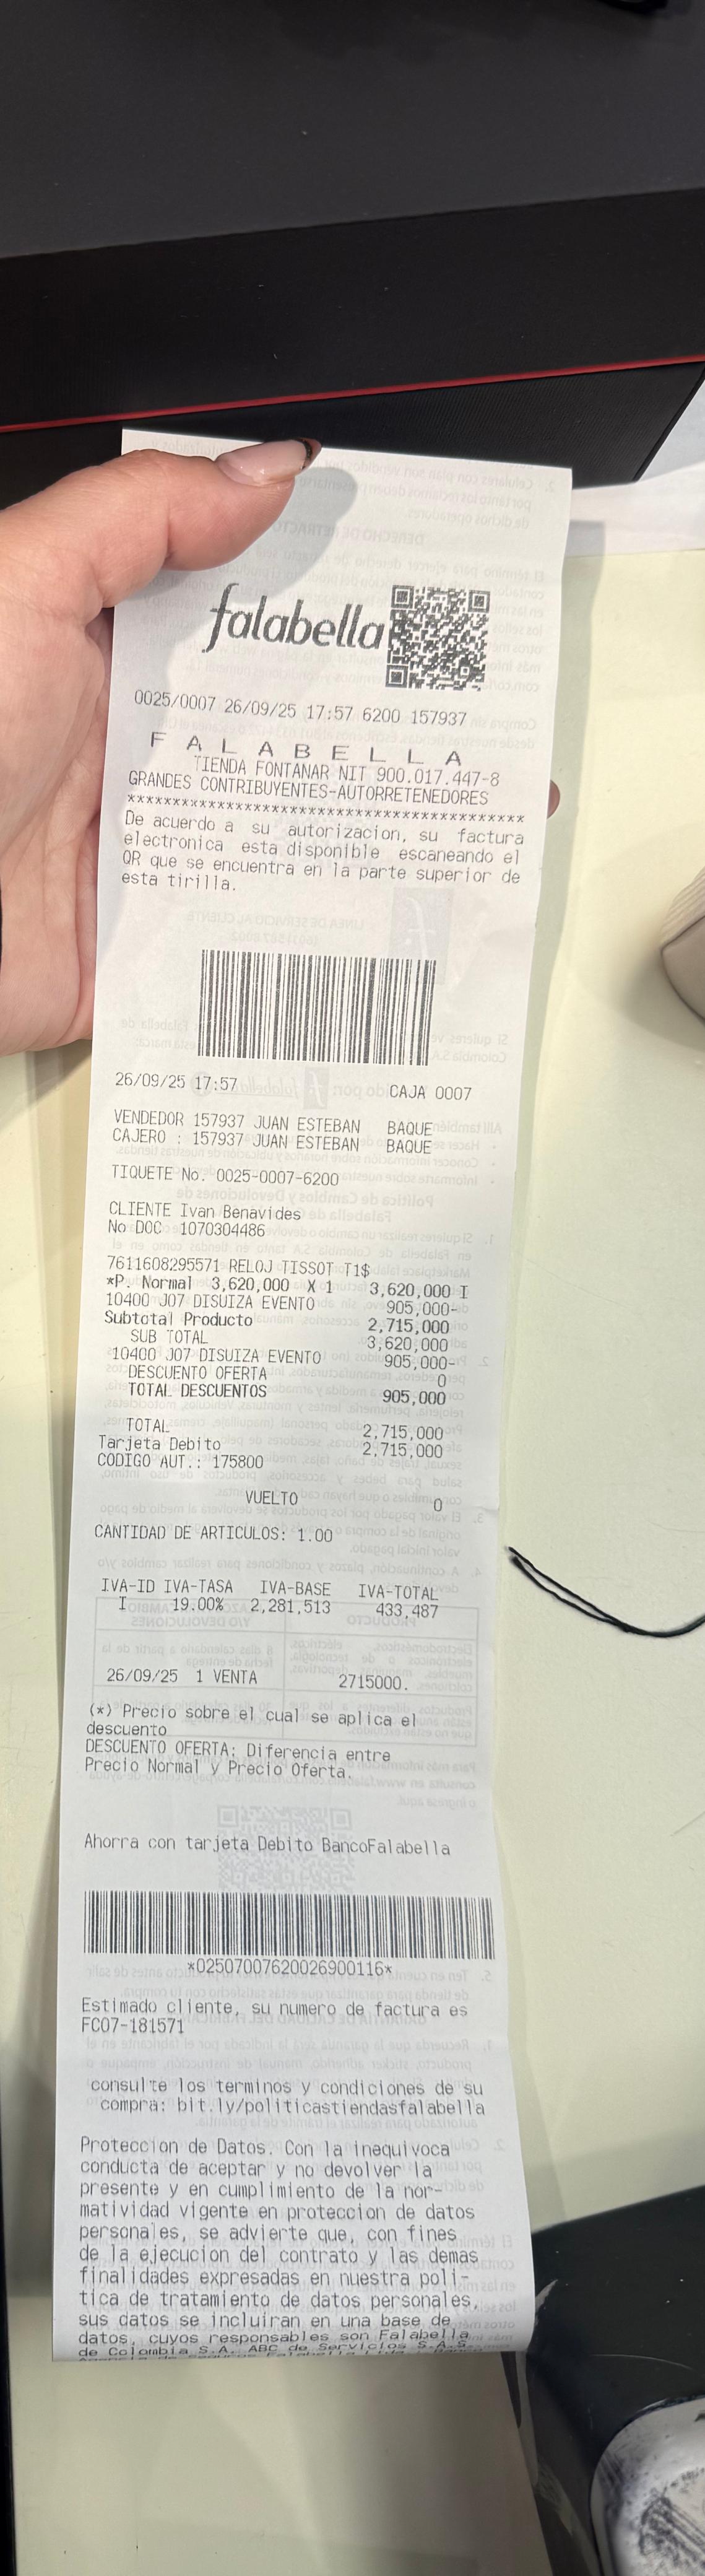 falabella
0025/0007 26/09/25 17:57 6200 157937
F A L A B E L L A
TIENDA FONTANAR NIT 900.017.447-8
GRANDES CONTRIBUYENTES-AUTORRETENEDORES
********************************************
De acuerdo a su autorizacion, su factura
electronica esta disponible escaneando el
QR que se encuentra en la parte superior de
esta tirilla.
26/09/25 17:57 CAJA 0007
VENDEDOR 157937 JUAN ESTEBAN BAQUE
CAJERO : 157937 JUAN ESTEBAN BAQUE
TIQUETE No. 0025-0007-6200
CLIENTE Ivan Benavides
No DOC 1070304486
7611608295571 RELOJ TISSOT T1$
*P. Normal 3,620,000 X 1 3,620,000 I
10400 J07 DISUIZA EVENTO 905,000-
Subtotal Producto 2,715,000
SUB TOTAL 3,620,000
10400 J07 DISUIZA EVENTO 905,000-
DESCUENTO OFERTA 0
TOTAL DESCUENTOS 905,000
TOTAL 2,715,000
Tarjeta Debito 2,715,000
CODIGO AUT.: 175800
VUELTO 0
CANTIDAD DE ARTICULOS: 1.00
IVA-ID IVA-TASA IVA-BASE IVA-TOTAL
I 19.00% 2,281,513 433,487
26/09/25 1 VENTA 2715000.
(*) Precio sobre el cual se aplica el
descuento
DESCUENTO OFERTA: Diferencia entre
Precio Normal y Precio Oferta.
Ahorra con tarjeta Debito BancoFalabella
*02507007620026900116*
Estimado cliente, su numero de factura es
FC07-181571
consulte los terminos y condiciones de su
compra: bit.ly/politicastiendasfalabella
Proteccion de Datos. Con la inequivoca
conducta de aceptar y no devolver la
presente y en cumplimiento de la nor-
matividad vigente en proteccion de datos
personales, se advierte que, con fines
de la ejecucion del contrato y las demas
finalidades expresadas en nuestra poli-
tica de tratamiento de datos personales,
sus datos se incluiran en una base de
datos, cuyos responsables son Falabella
de Colombia S.A. ABC de Servicios S.A.S.